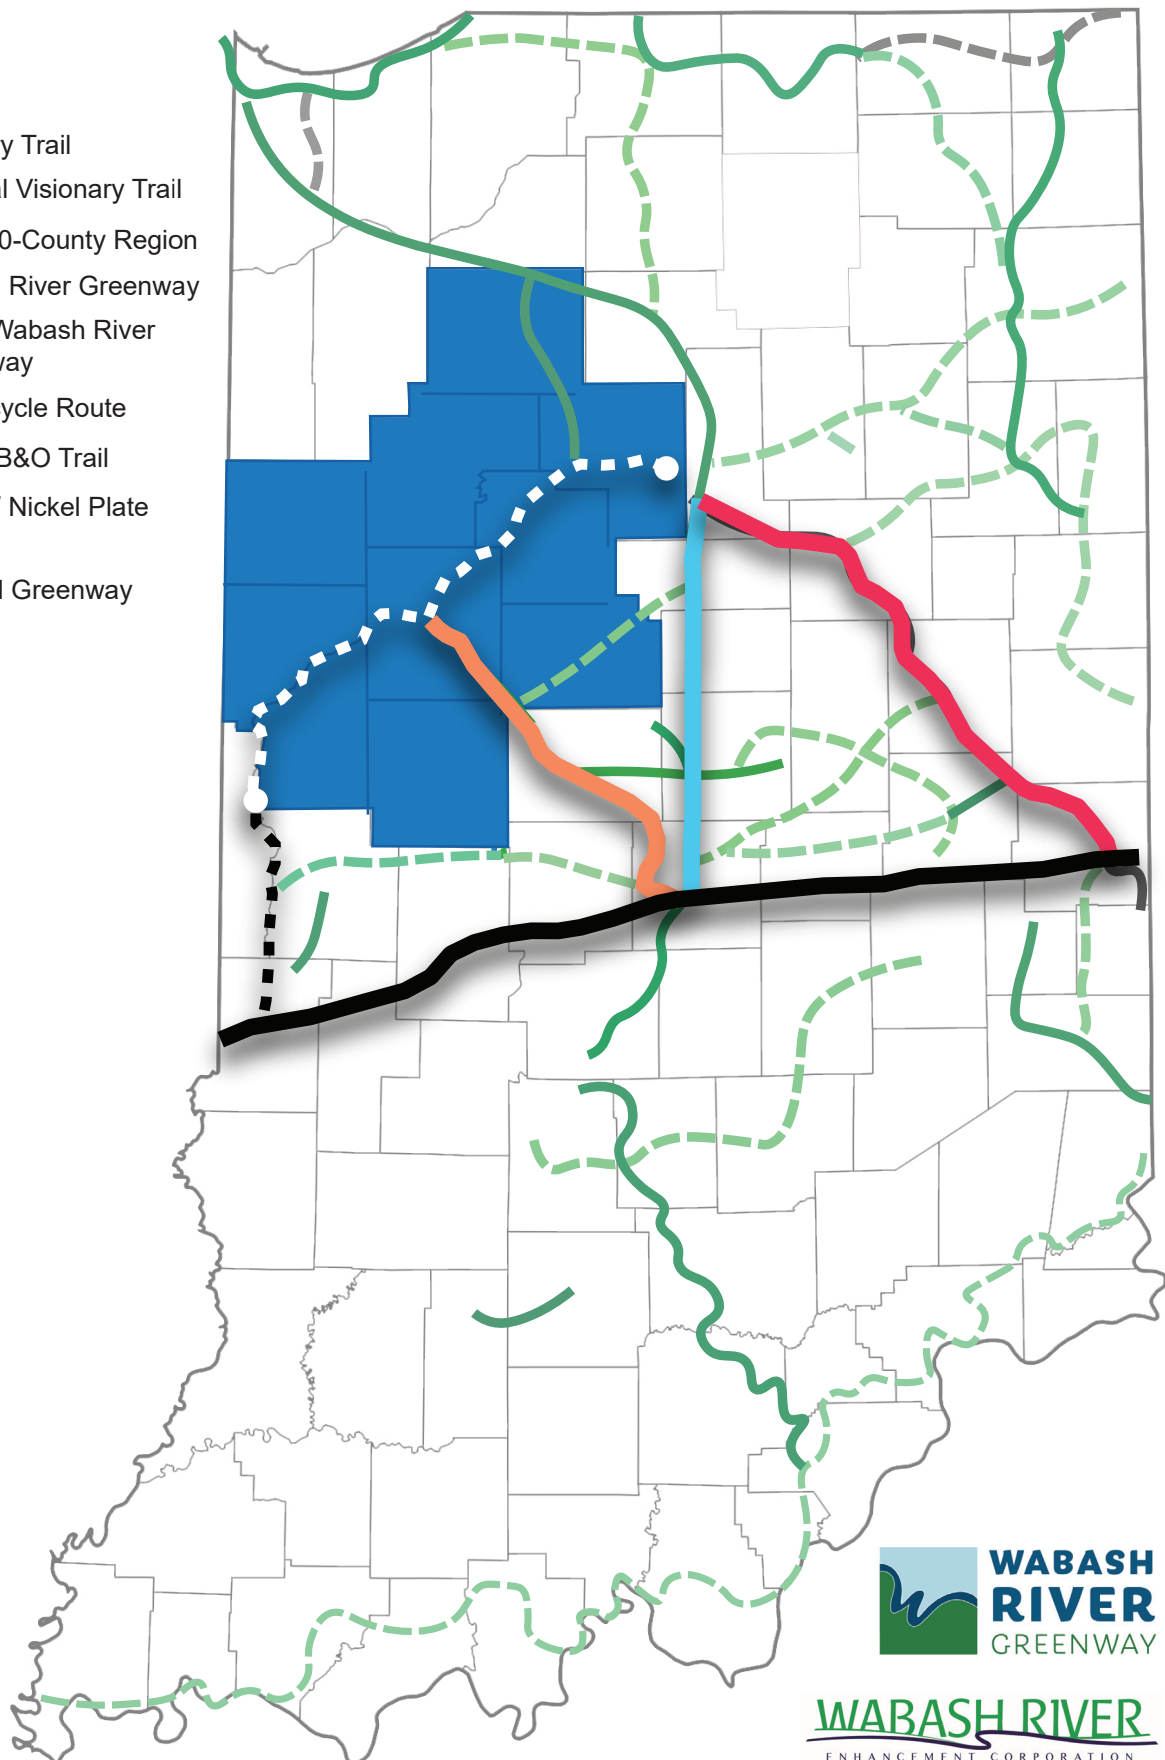 y Trail
l Visionary Trail
0-County Region
River Greenway
Wabash River
way
ycle Route
B&O Trail
Nickel Plate
l Greenway
WABASH
RIVER
GREENWAY
WABASH RIVER
ENHANCEMENT CORPORATION